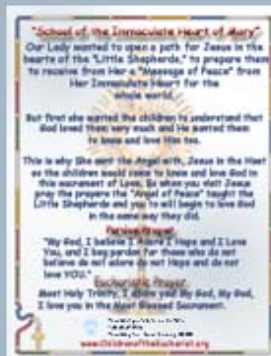 "School of the Immaculate Heart of Mary"
Our Lady wanted to open a path for Jesus in the
hearts of the "Little Shepherds," to prepare them
to receive from Her a "Message of Peace" from
Her Immaculate Heart for the
whole world.
But first she wanted the children to understand that
God loved them very much and He wanted them
to know and love Him too.
This is why She sent the Angel with, Jesus in the Host
so the children would come to know and love God in
this sacrament of Love. So when you visit Jesus
pray the prayers the "Angel of Peace" taught the
Little Shepherds and you to will begin to love God
in the same way they did.
Pardon Prayer
"My God, I believe I Adore I Hope and I Love
You, and I beg pardon for those who do not
believe do not adore do not Hope and do not
love YOU."
Eucharistic Prayer
Most Holy Trinity, I adore you! My God, My God,
I love you in the Most Blessed Sacrament.
www.ChildrenoftheEucharist.org